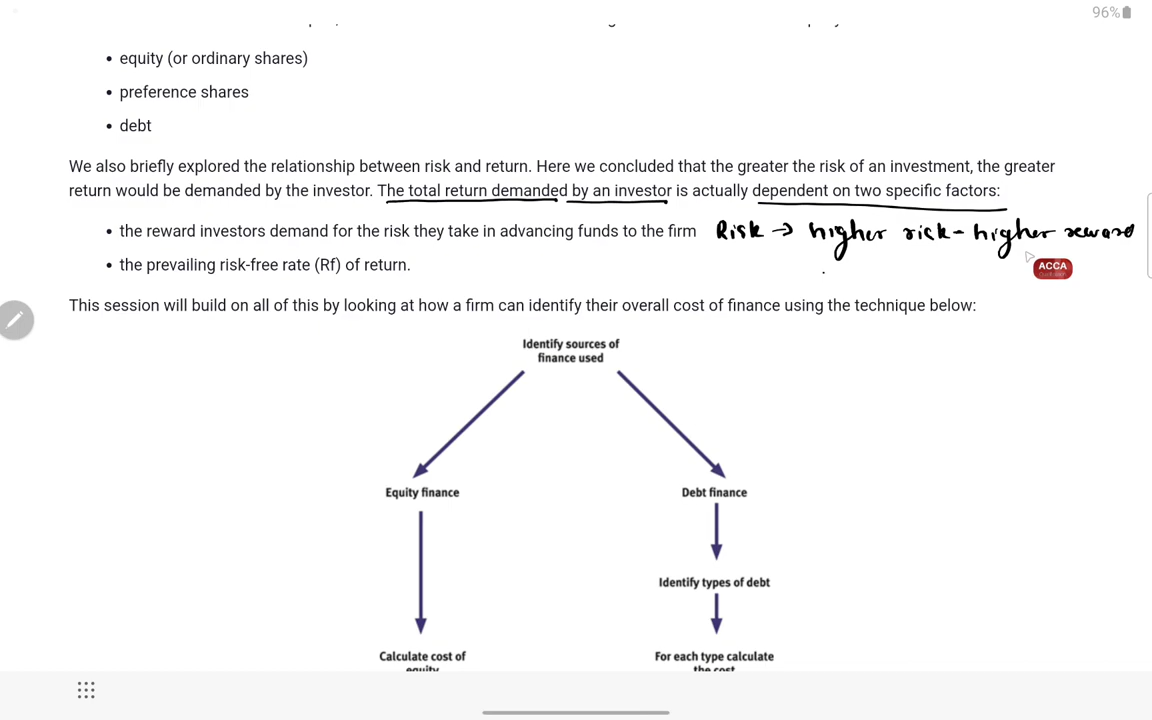 96%
• equity (or ordinary shares)
• preference shares
• debt
We also briefly explored the relationship between risk and return. Here we concluded that the greater the risk of an investment, the greater
return would be demanded by the investor. The total return demanded by an investor is actually dependent on two specific factors:
• the reward investors demand for the risk they take in advancing funds to the firm Risk → higher risk - higher reward
• the prevailing risk-free rate (Rf) of return.
ACCA
This session will build on all of this by looking at how a firm can identify their overall cost of finance using the technique below:
Identify sources of
finance used
Equity finance
Debt finance
Identify types of debt
Calculate cost of
equity
For each type calculate
the cost